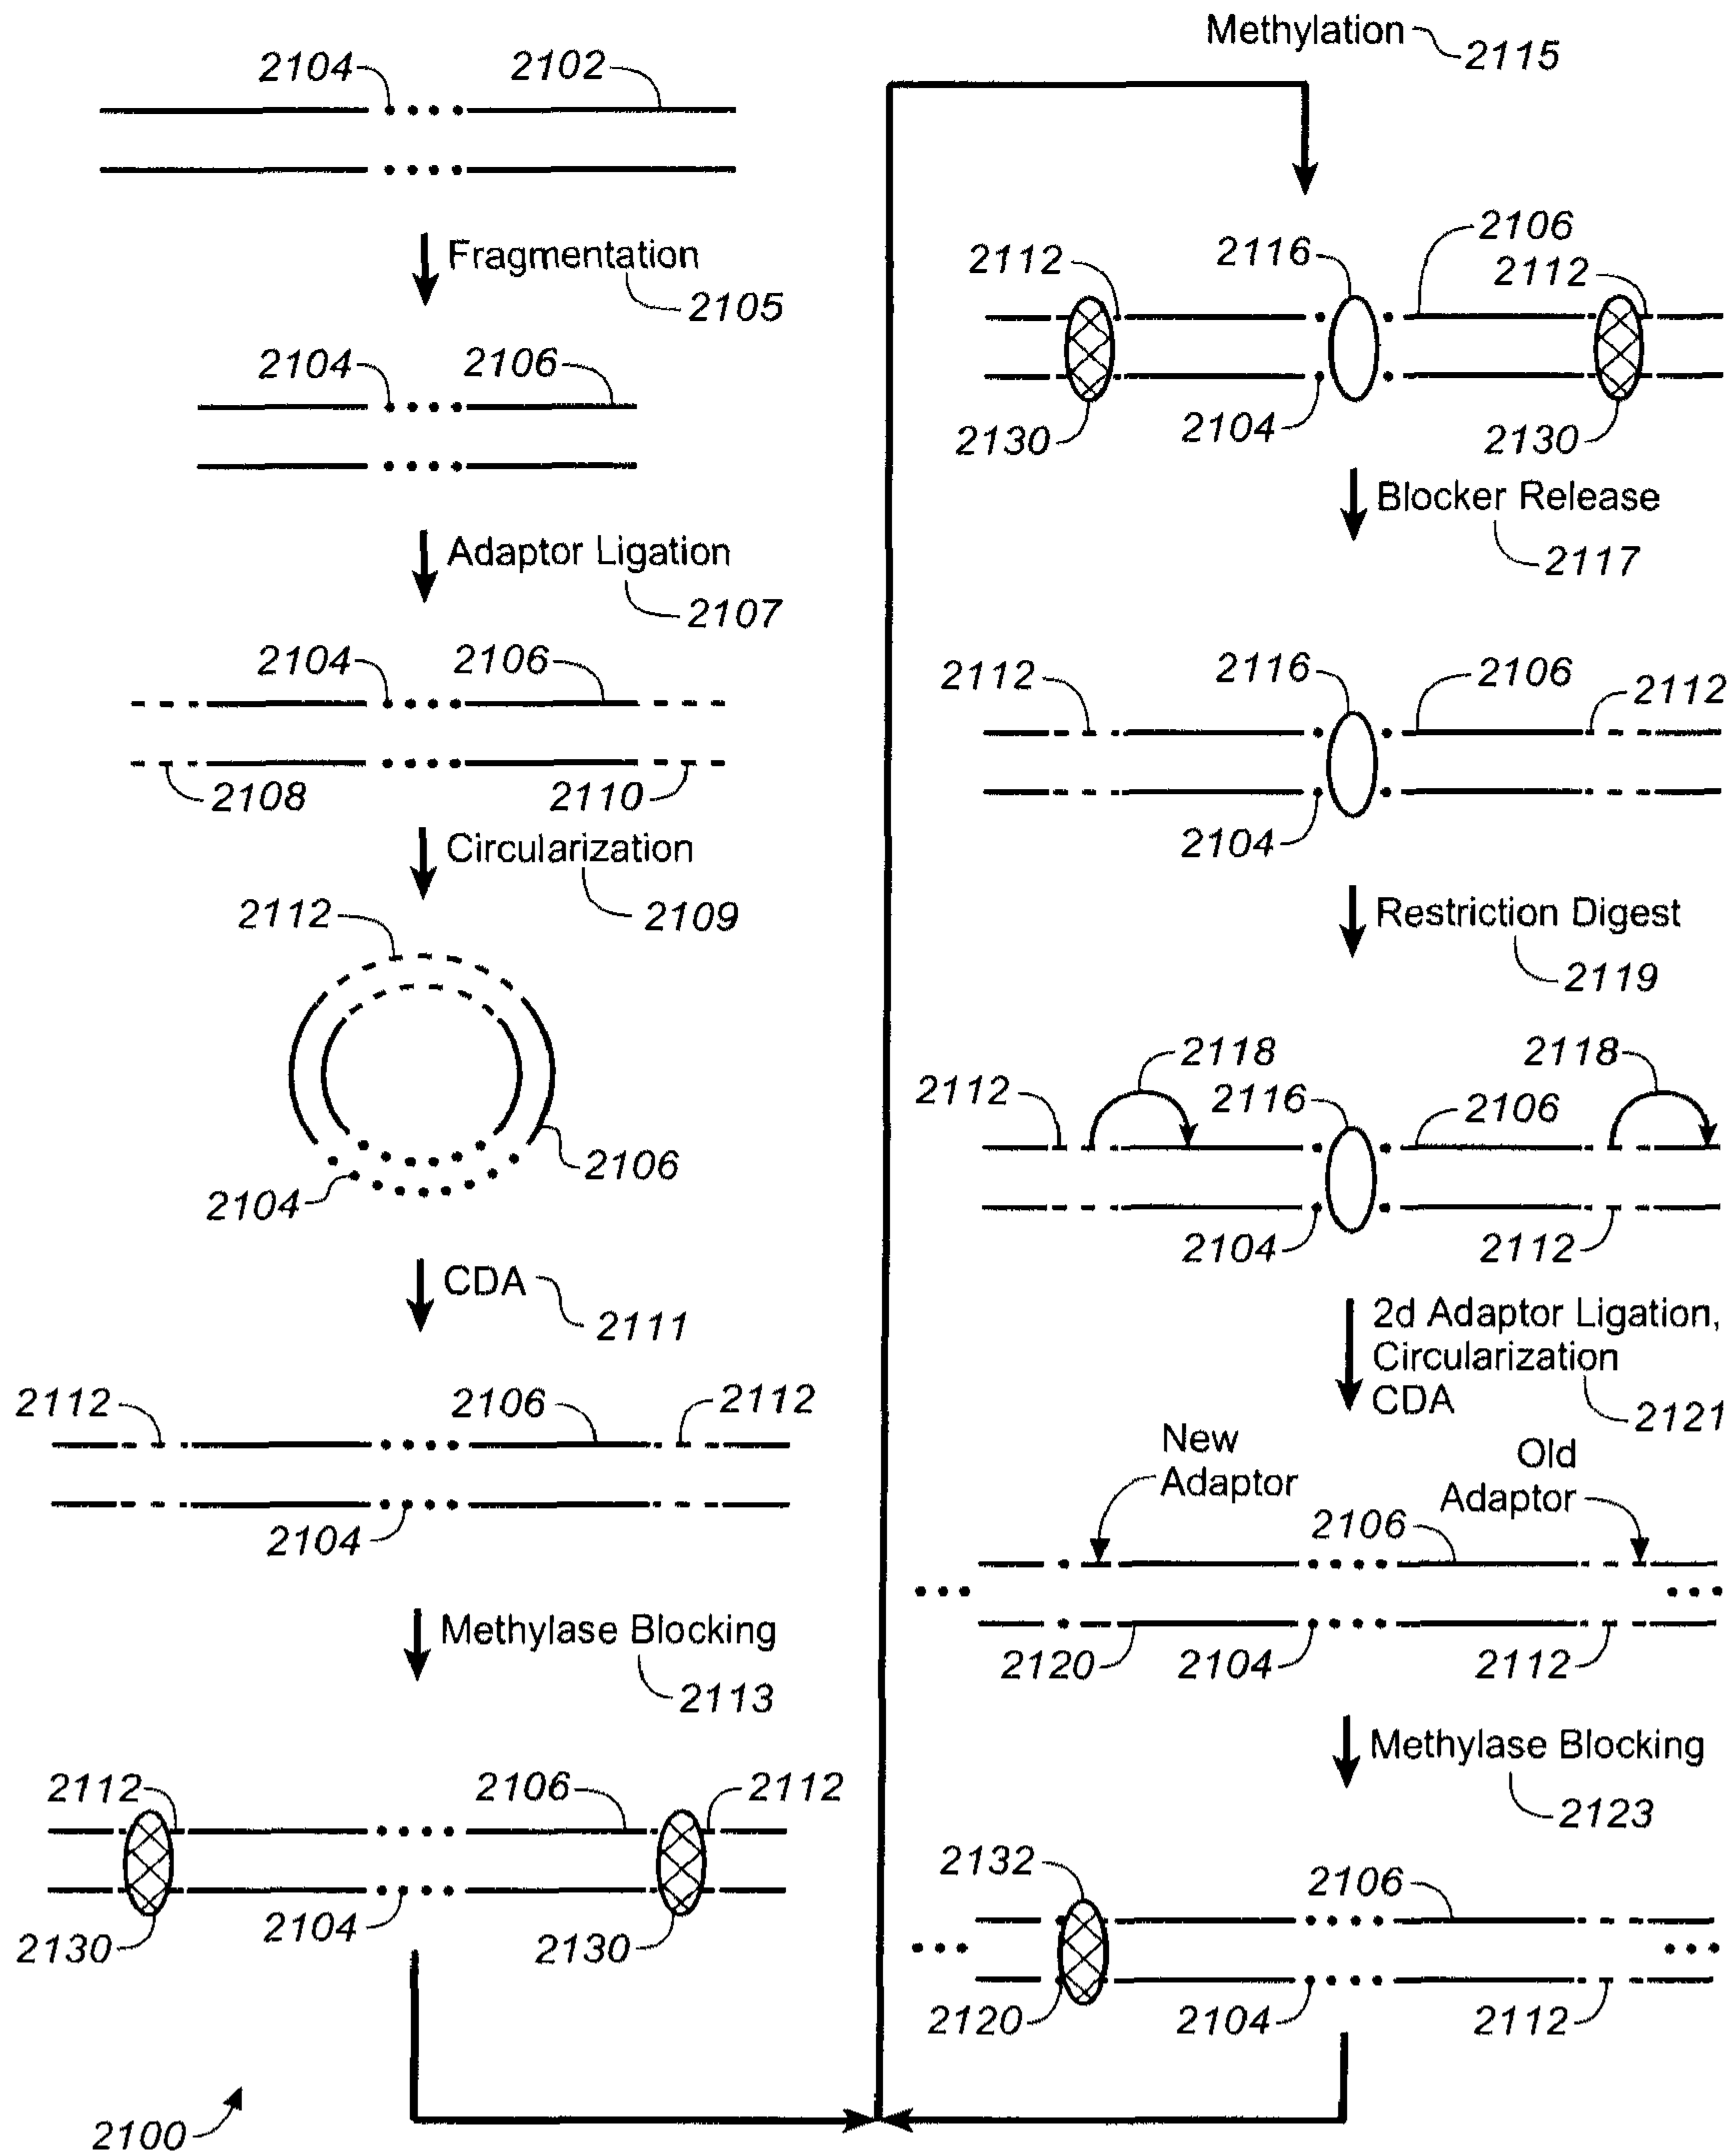 2104 2102
Fragmentation
2105
2104 2106
Adaptor Ligation
2107
2104 2106
2108 2110
Circularization
2109
2112
2106
2104
CDA 2111
2112 2106 2112
2104
Methylase Blocking
2113
2112 2106 2112
2130 2104 2130
2100
Methylation 2115
2106
2112 2116 2112
2130 2104 2130
Blocker Release
2117
2112 2116 2106 2112
2104
Restriction Digest
2119
2118 2118
2112 2116 2106
2104 2112
2d Adaptor Ligation,
Circularization
CDA 2121
New
Adaptor
Old
Adaptor
2106
2120 2104 2112
Methylase Blocking
2123
2132 2106
2120 2104 2112